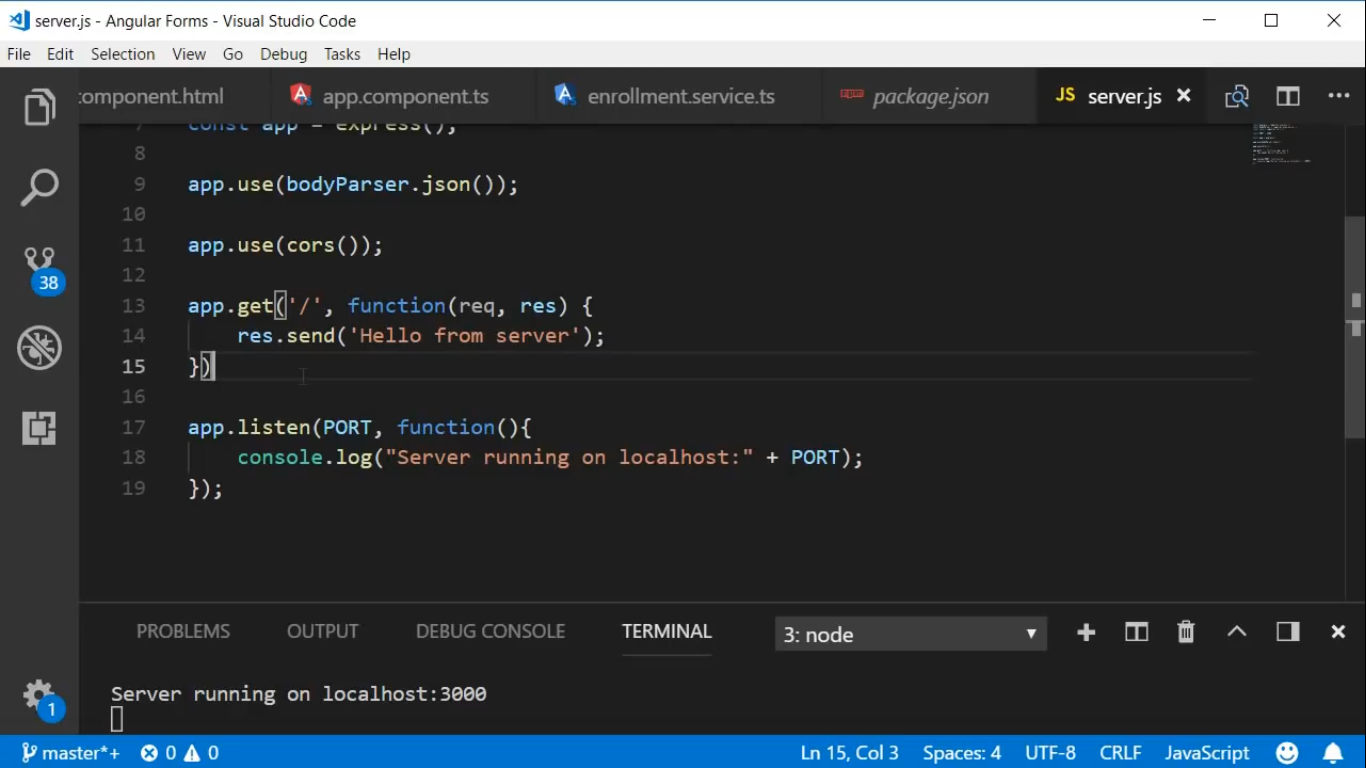 server.js - Angular Forms - Visual Studio Code
File Edit Selection View Go Debug Tasks Help
component.html app.component.ts enrollment.service.ts package.json JS server.js
7 const app = express();
8
9 app.use(bodyParser.json());
10
11 app.use(cors());
12
13 app.get('/', function(req, res) {
14 res.send('Hello from server');
15 })
16
17 app.listen(PORT, function(){
18 console.log("Server running on localhost:" + PORT);
19 });
38
1
PROBLEMS OUTPUT DEBUG CONSOLE TERMINAL 3: node
Server running on localhost:3000
master*+ 0 0 Ln 15, Col 3 Spaces: 4 UTF-8 CRLF JavaScript